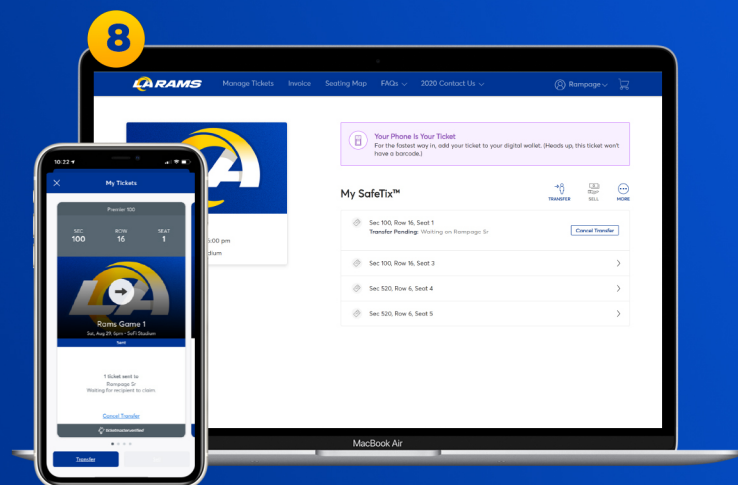 8
LA RAMS
Manage Tickets Invoice Seating Map FAQs 2020 Contact Us Rampage
Your Phone Is Your Ticket
For the fastest way in, add your ticket to your digital wallet. (Heads up, this ticket won't
have a barcode.)
My SafeTix™
TRANSFER SELL MORE
Sec 100, Row 16, Seat 1
Transfer Pending: Waiting on Rampage Sr
Cancel Transfer
Sec 100, Row 16, Seat 3
Sec 520, Row 6, Seat 4
Sec 520, Row 6, Seat 5
:00 pm
dium
MacBook Air
10:22
My Tickets
Premier 100
SEC ROW SEAT
100 16 1
LA
Rams Game 1
Sat, Aug 29, 5pm - SoFi Stadium
Sent
1 ticket sent to
Rampage Sr
Waiting for recipient to claim
Cancel Transfer
ticketmaster verified
Transfer